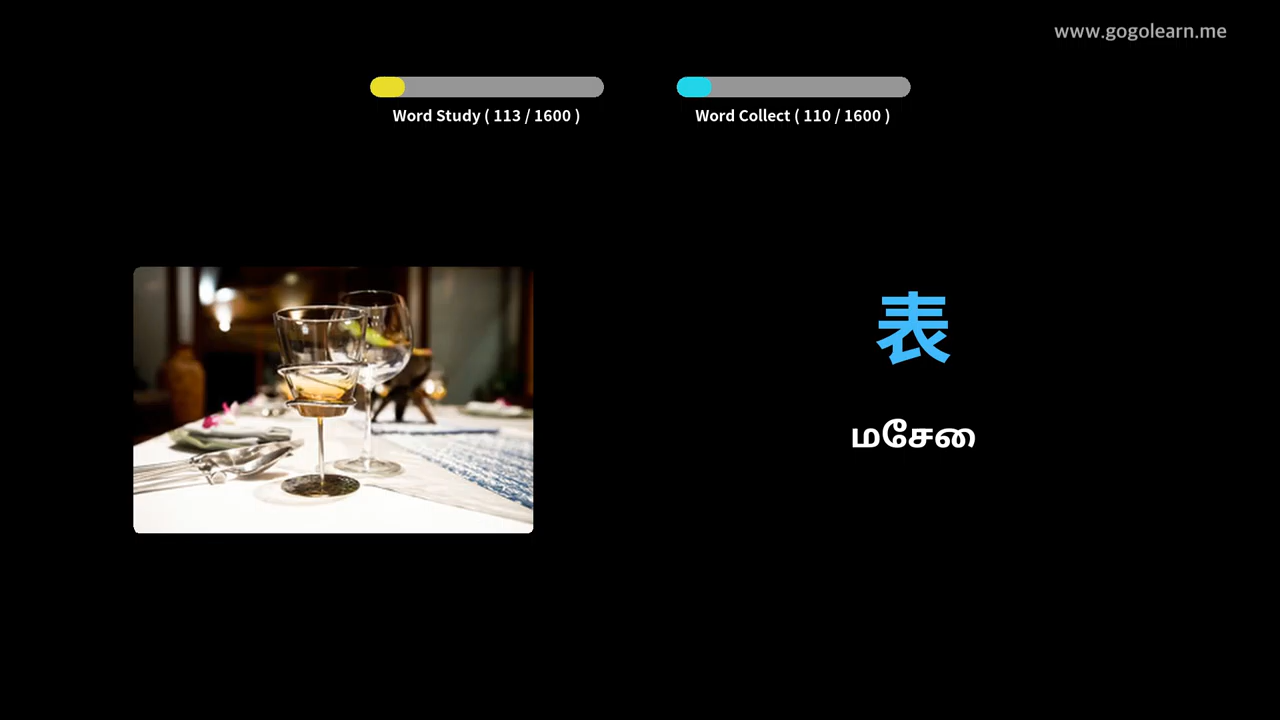 www.gogolearn.me
Word Study ( 113 / 1600 )
Word Collect ( 110 / 1600 )
表
மசேை